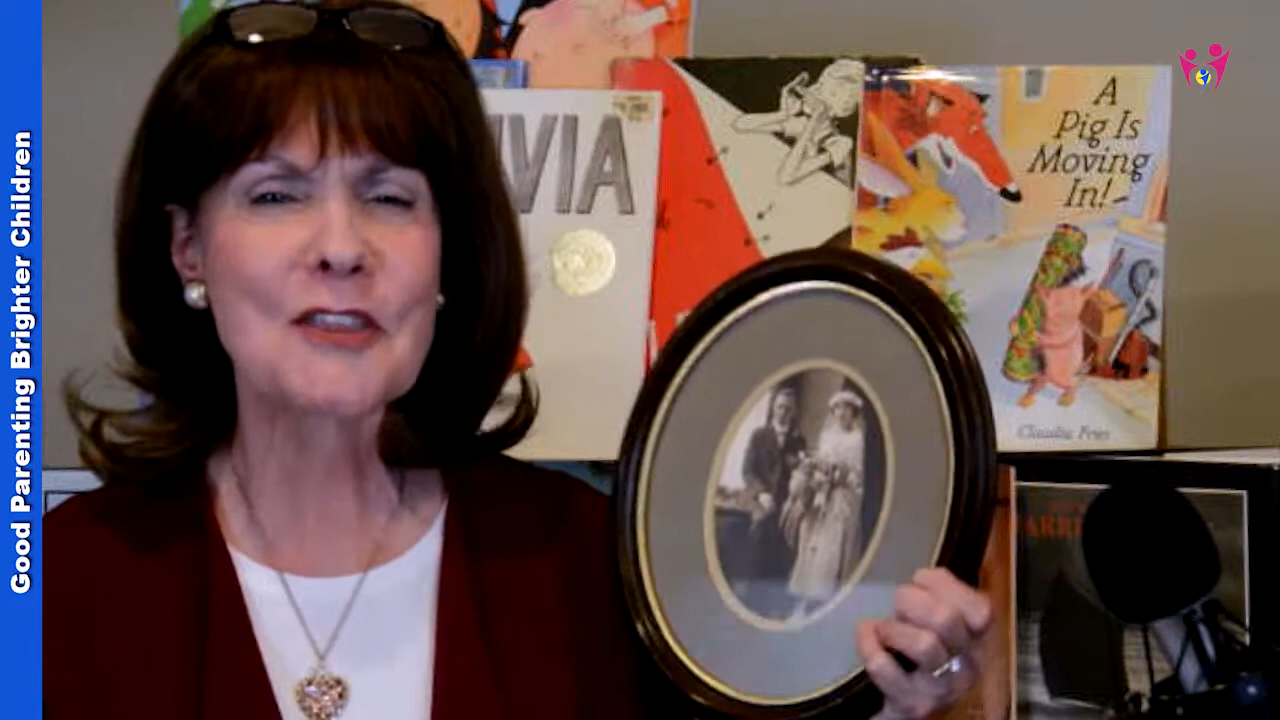 Good Parenting Brighter Children
VIA
A
Pig Is
Moving
In!
Claudia Fries